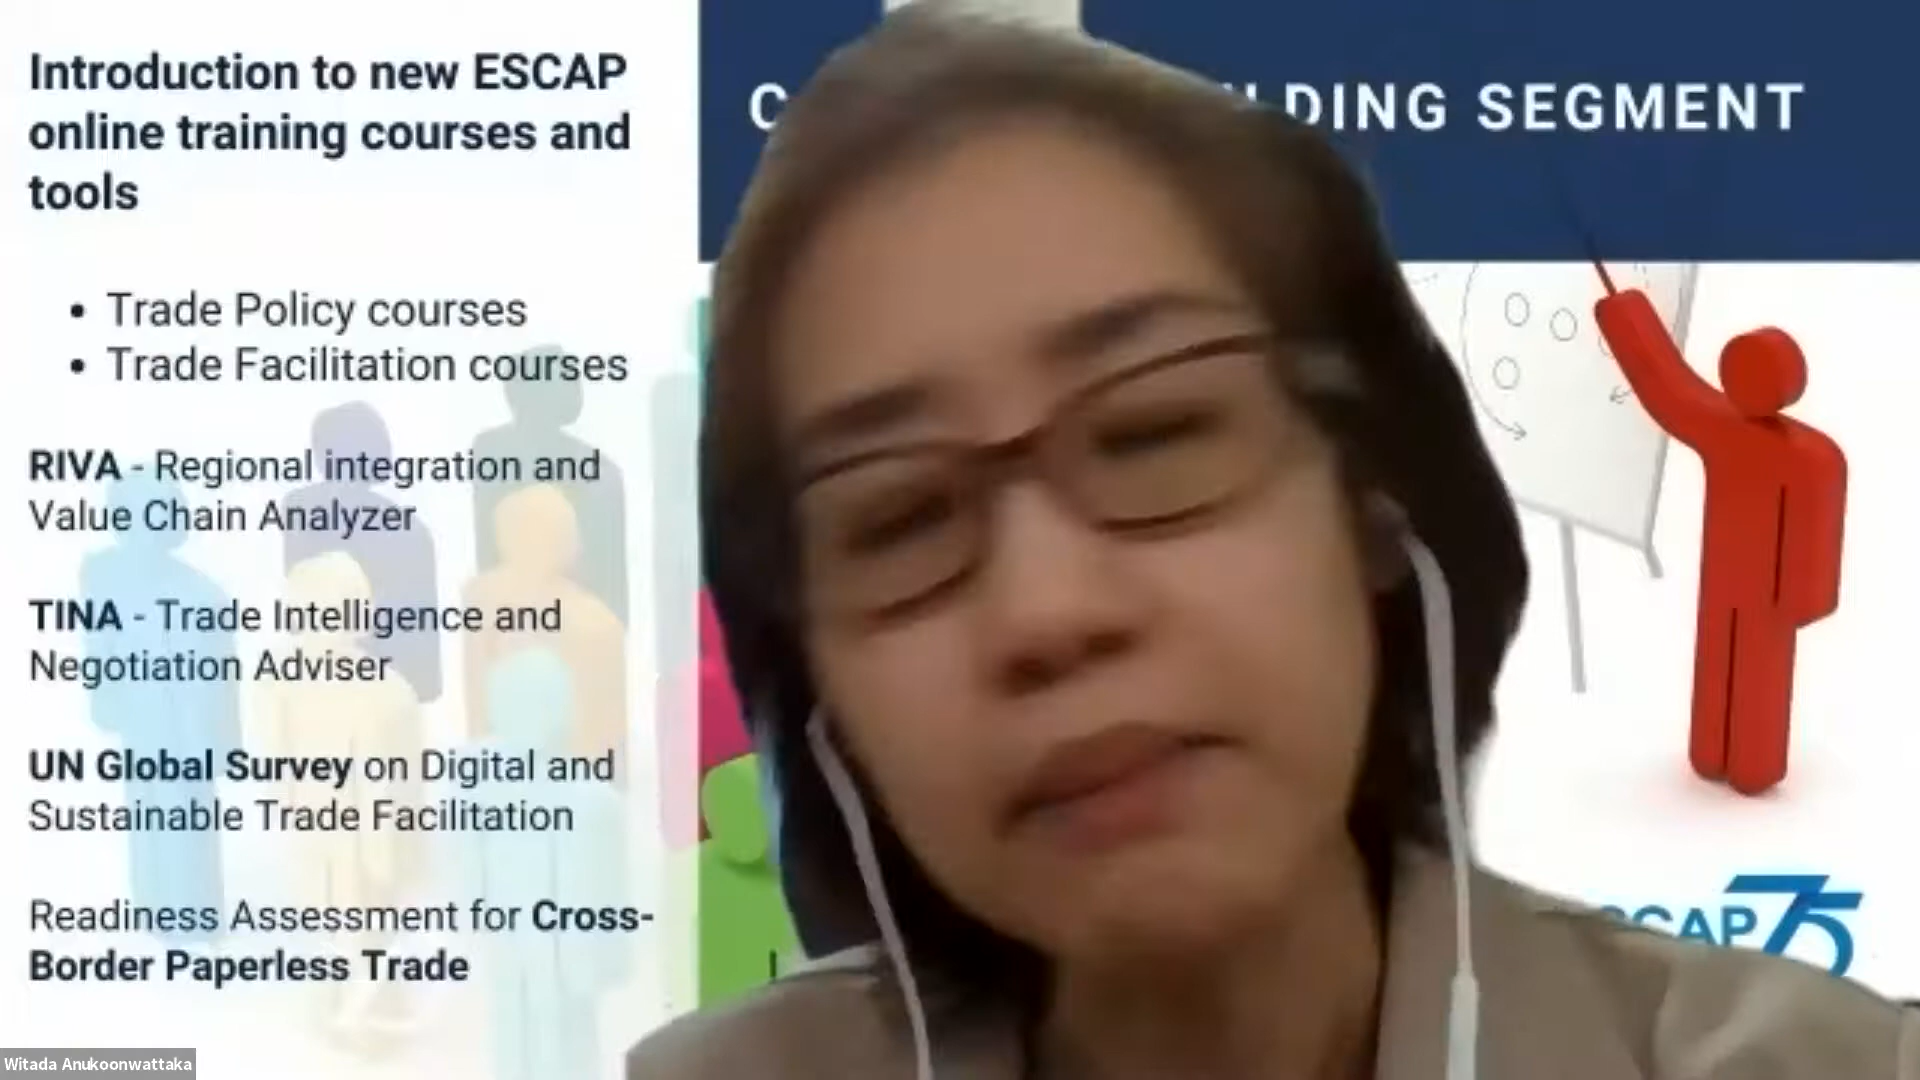 Introduction to new ESCAP
online training courses and
tools
• Trade Policy courses
• Trade Facilitation courses
RIVA - Regional integration and
Value Chain Analyzer
TINA - Trade Intelligence and
Negotiation Adviser
UN Global Survey on Digital and
Sustainable Trade Facilitation
Readiness Assessment for Cross-
Border Paperless Trade
SEGMENT
75
Witada Anukoonwattaka